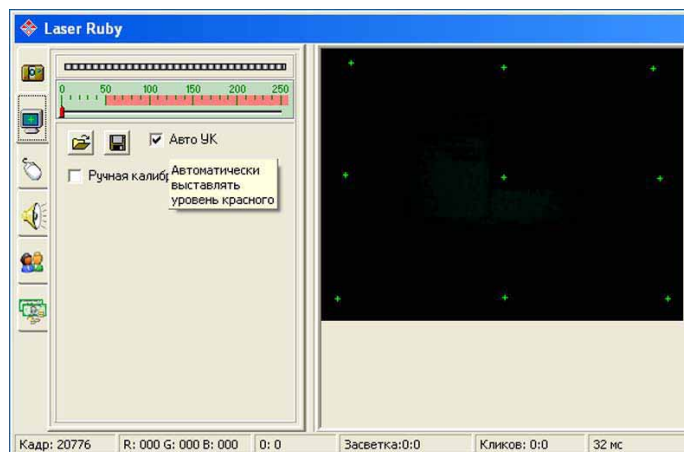 Laser Ruby
0 50 100 150 200 250
Авто УК
Ручная калибр
Автоматически
выставлять
уровень красного
Кадр: 20776 R: 000 G: 000 B: 000 0: 0 Засветка:0:0 Кликов: 0:0 32 мс